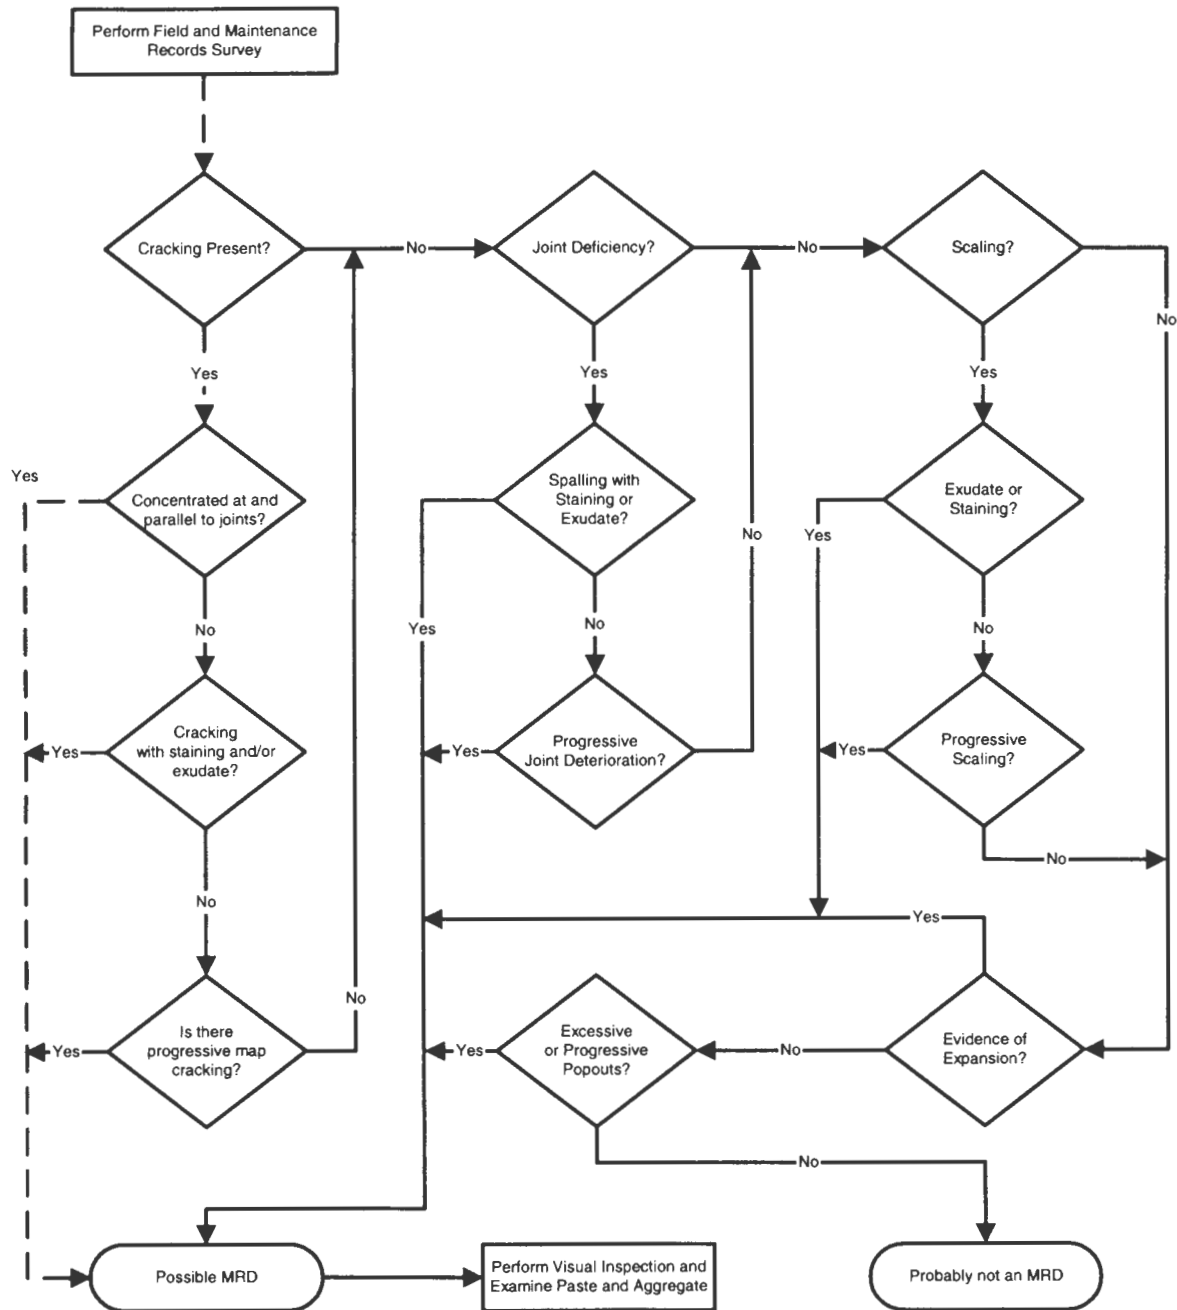 Perform Field and Maintenance
Records Survey
Cracking Present?
No
Joint Deficiency?
No
Scaling?
No
Yes
Yes
Yes
Yes
Concentrated at and
parallel to joints?
Spalling with
Staining or
Exudate?
Exudate or
Staining?
Yes
No
Yes
No
No
No
Cracking
with staining and/or
exudate?
Yes
Progressive
Joint Deterioration?
Yes
Progressive
Scaling?
Yes
No
No
Yes
Is there
progressive map
cracking?
Yes
No
Excessive
or Progressive
Popouts?
Yes
No
Evidence of
Expansion?
No
Possible MRD
Perform Visual Inspection and
Examine Paste and Aggregate
Probably not an MRD